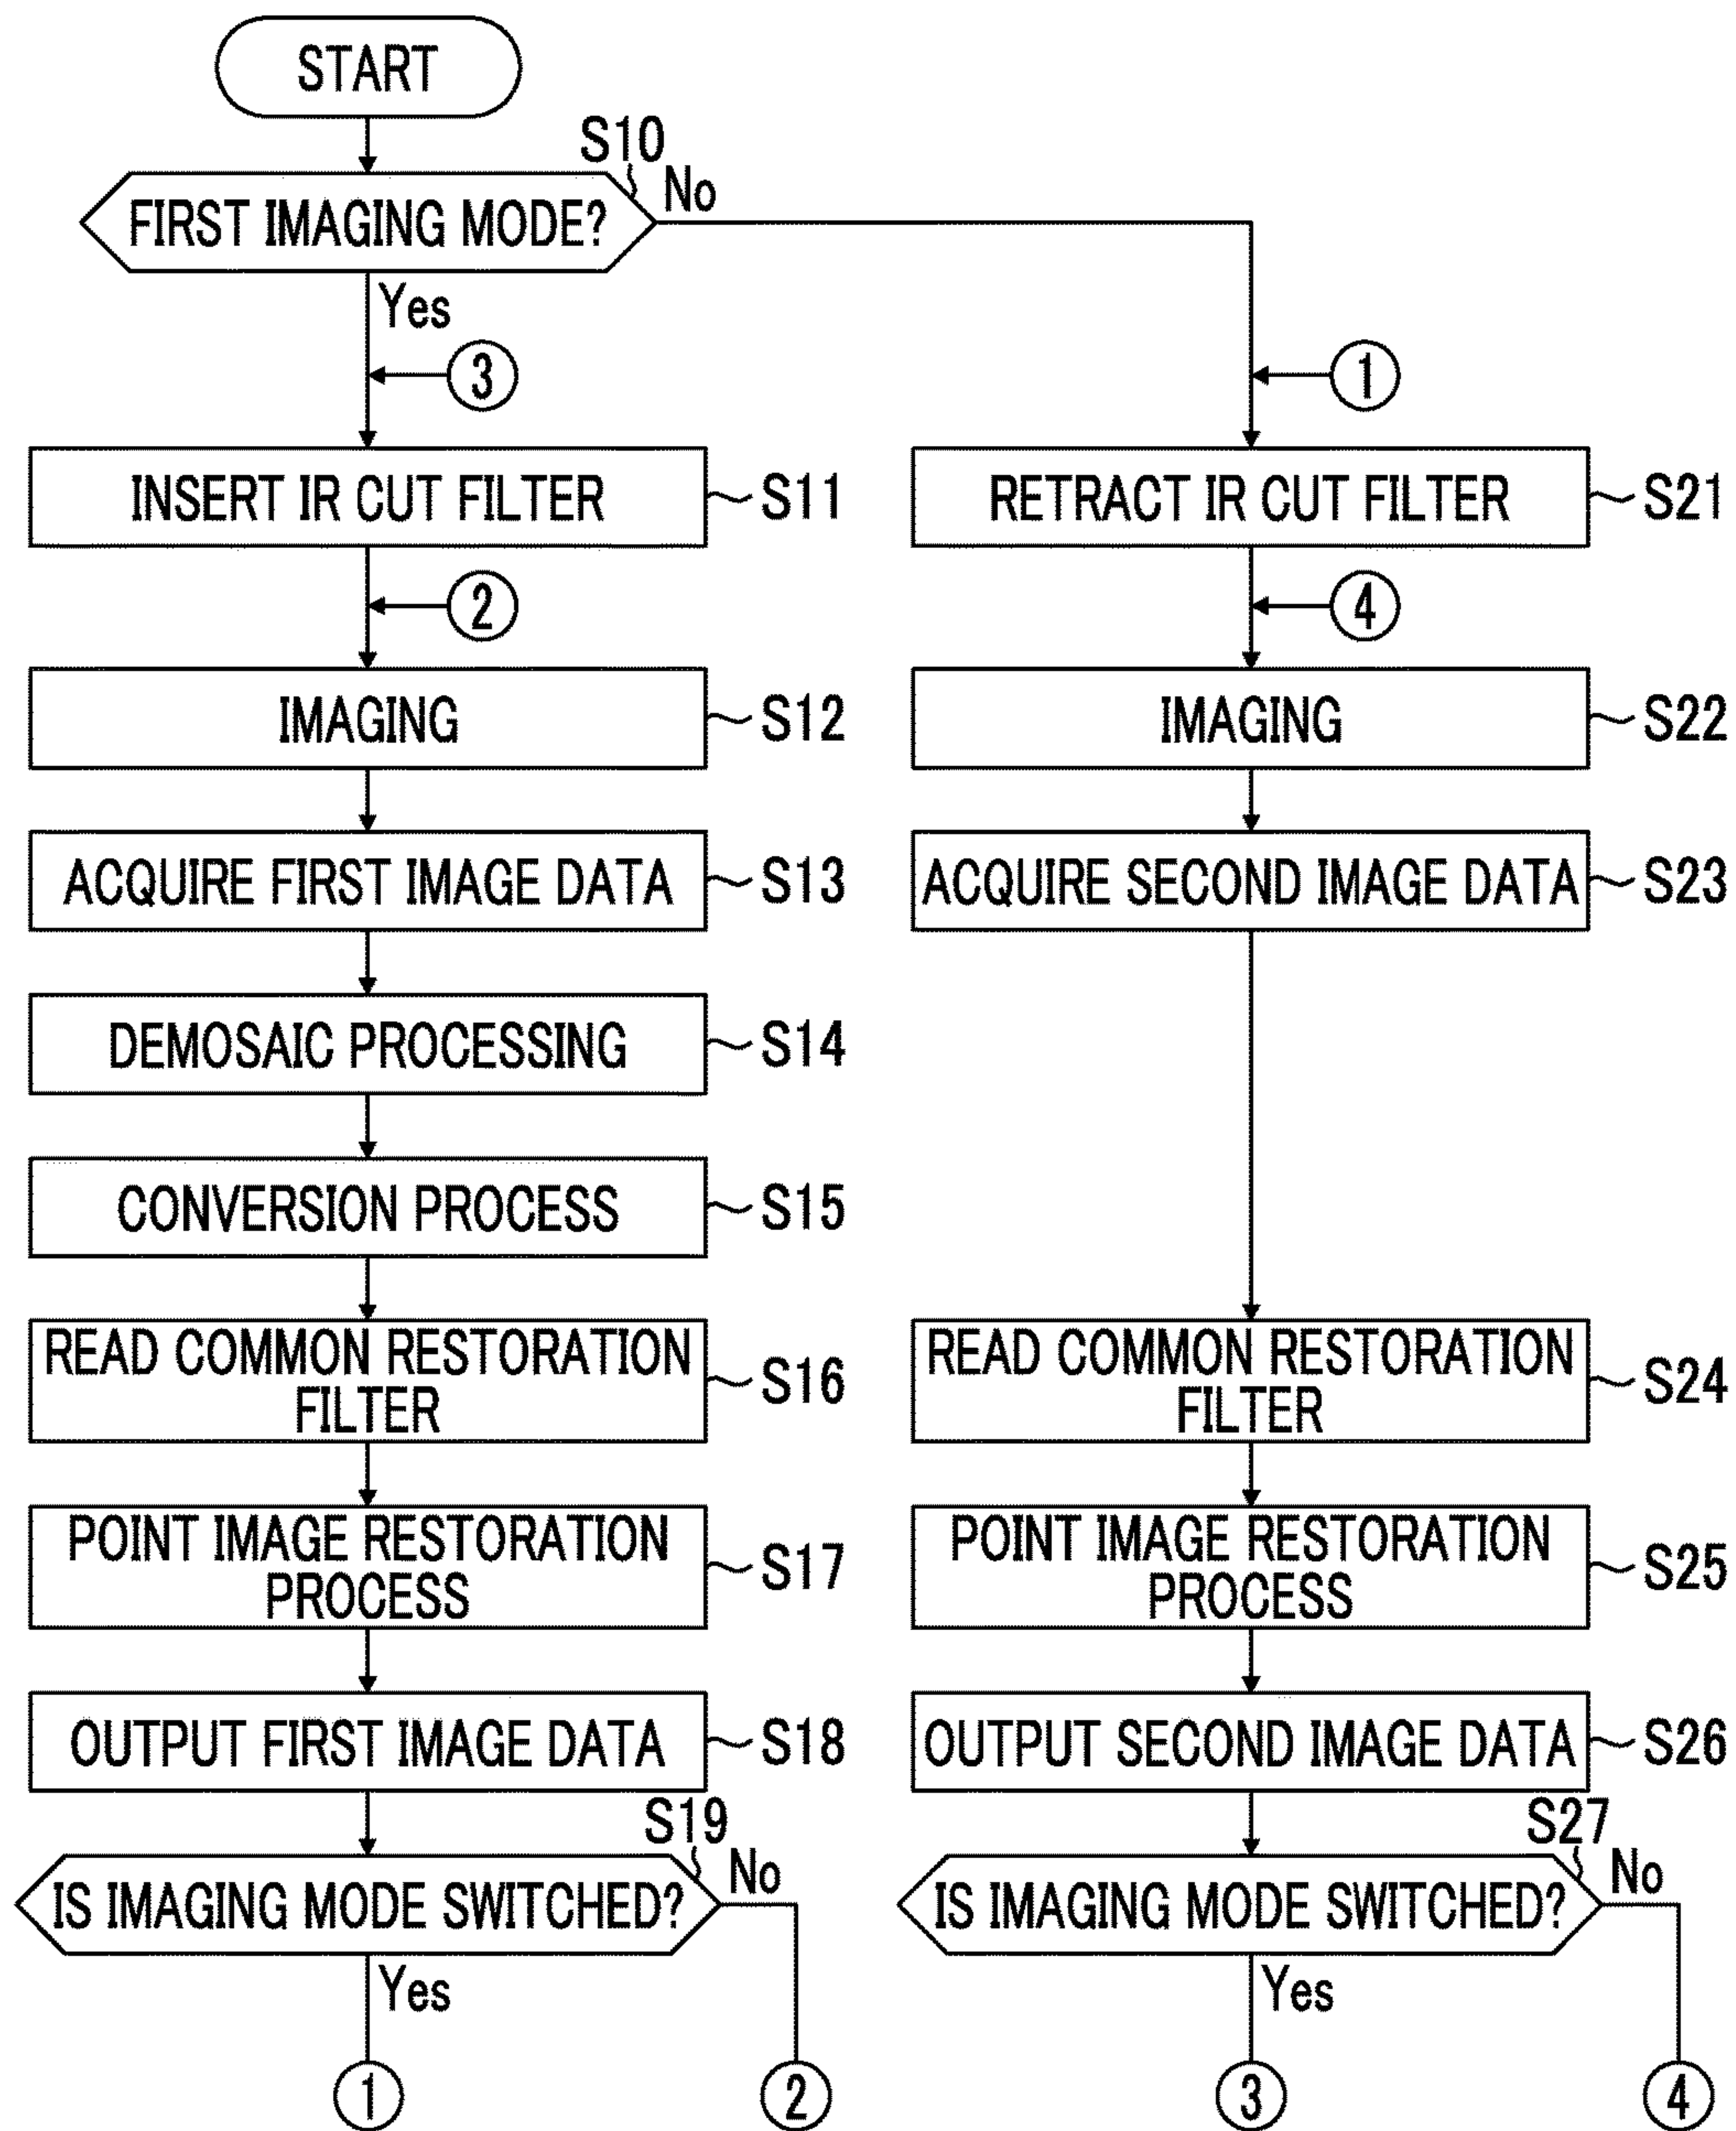 START
S10
FIRST IMAGING MODE?
No
Yes
3
1
INSERT IR CUT FILTER
S11
RETRACT IR CUT FILTER
S21
2
4
IMAGING
S12
IMAGING
S22
ACQUIRE FIRST IMAGE DATA
S13
ACQUIRE SECOND IMAGE DATA
S23
DEMOSAIC PROCESSING
S14
CONVERSION PROCESS
S15
READ COMMON RESTORATION
FILTER
S16
READ COMMON RESTORATION
FILTER
S24
POINT IMAGE RESTORATION
PROCESS
S17
POINT IMAGE RESTORATION
PROCESS
S25
OUTPUT FIRST IMAGE DATA
S18
OUTPUT SECOND IMAGE DATA
S26
S19
IS IMAGING MODE SWITCHED?
No
S27
IS IMAGING MODE SWITCHED?
No
Yes
Yes
1
2
3
4